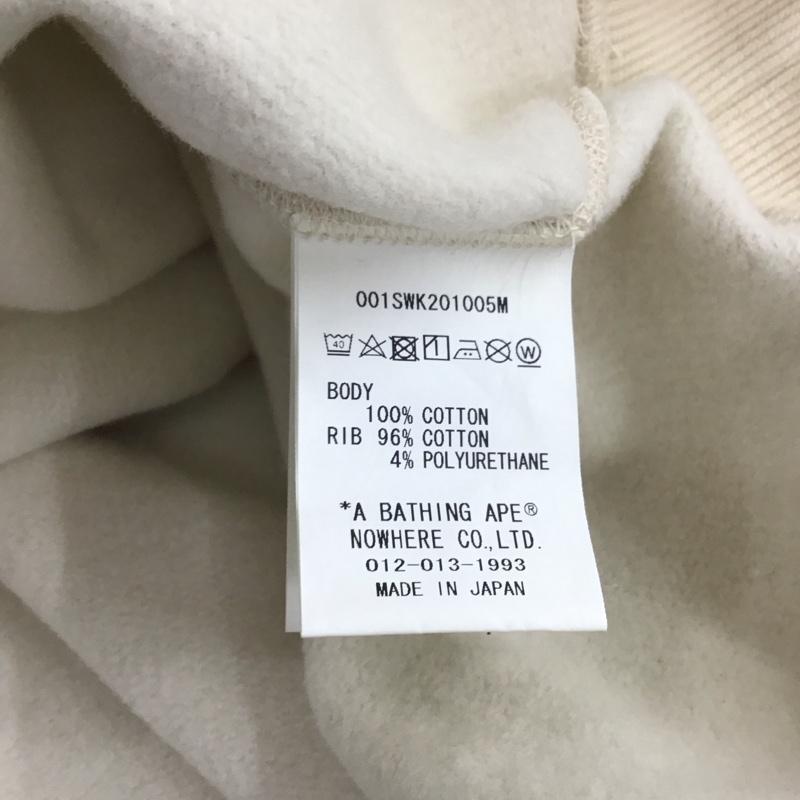 001SWK201005M
40 W
BODY
100% COTTON
RIB 96% COTTON
4% POLYURETHANE
*A BATHING APE®
NOWHERE CO.,LTD.
012-013-1993
MADE IN JAPAN